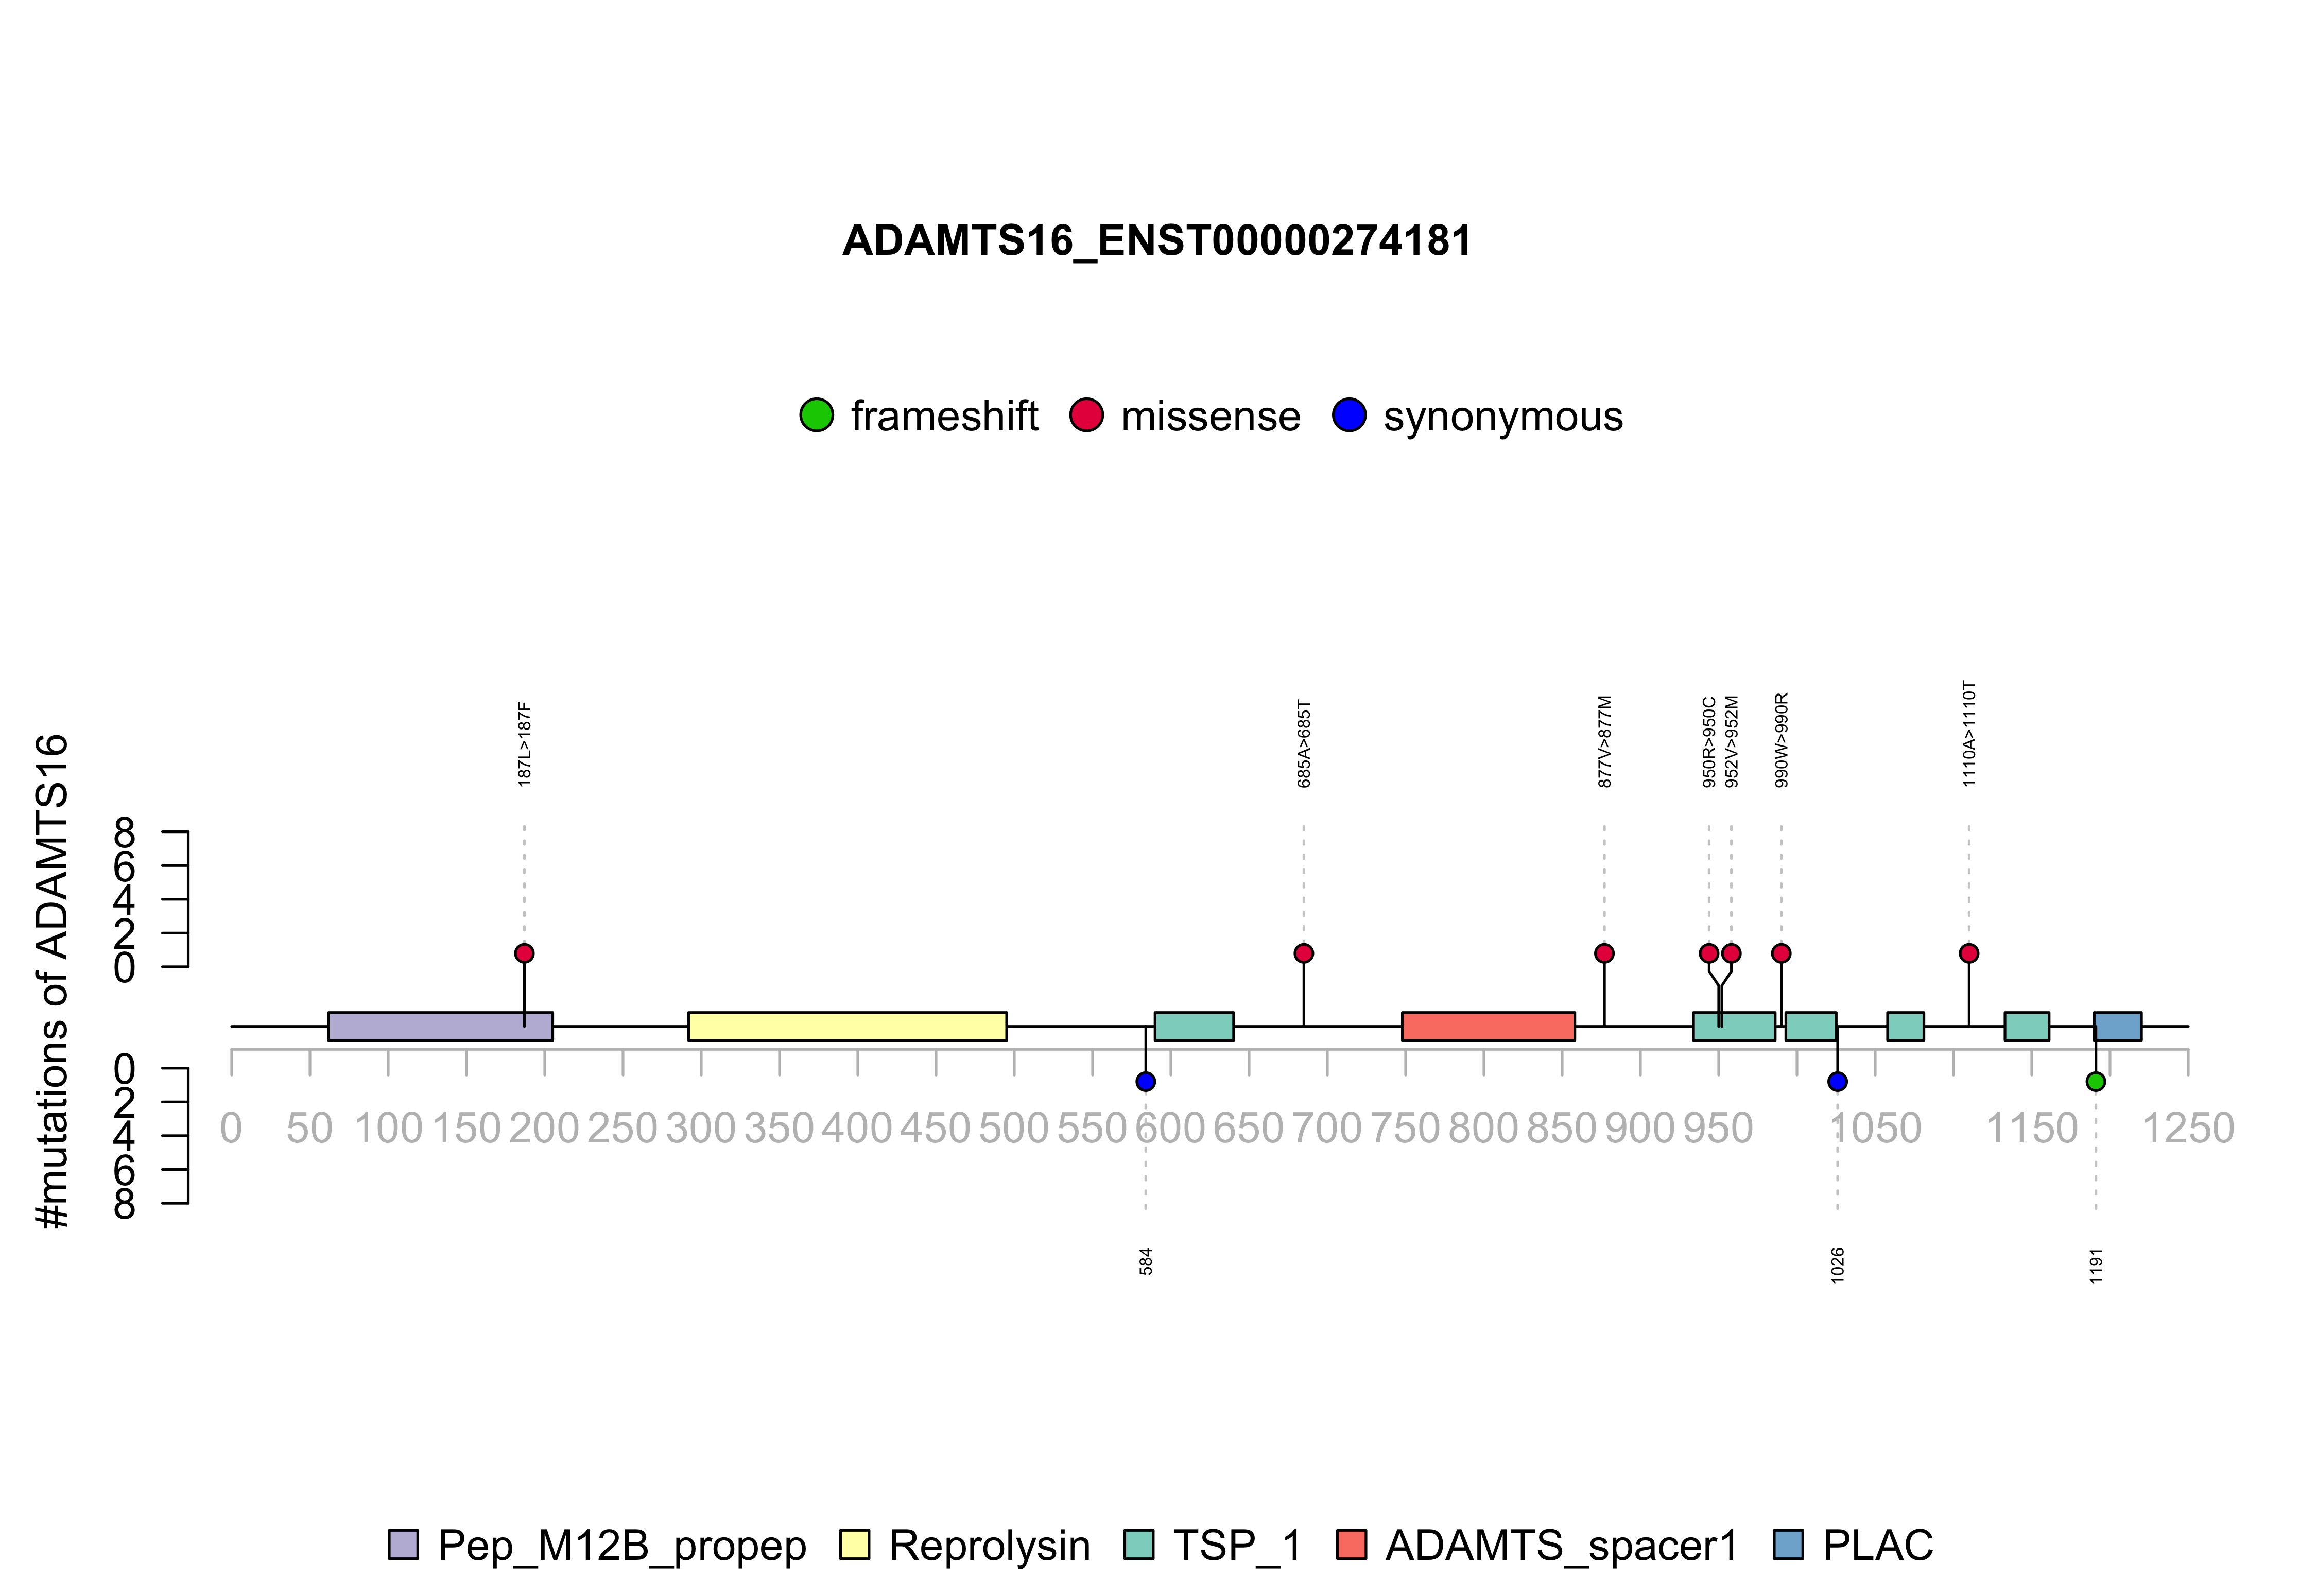 ADAMTS16_ENST00000274181
frameshift missense synonymous
187L>187F 685A>685T 877V>877M 950R>950C 952V>952M 990W>990R 1110A>1110T
#mutations of ADAMTS16
8
6
4
2
0
0
2
4
6
8
0 50 100 150 200 250 300 350 400 450 500 550 600 650 700 750 800 850 900 950 1050 1150 1250
584 1026 1191
Pep_M12B_propep Reprolysin TSP_1 ADAMTS_spacer1 PLAC